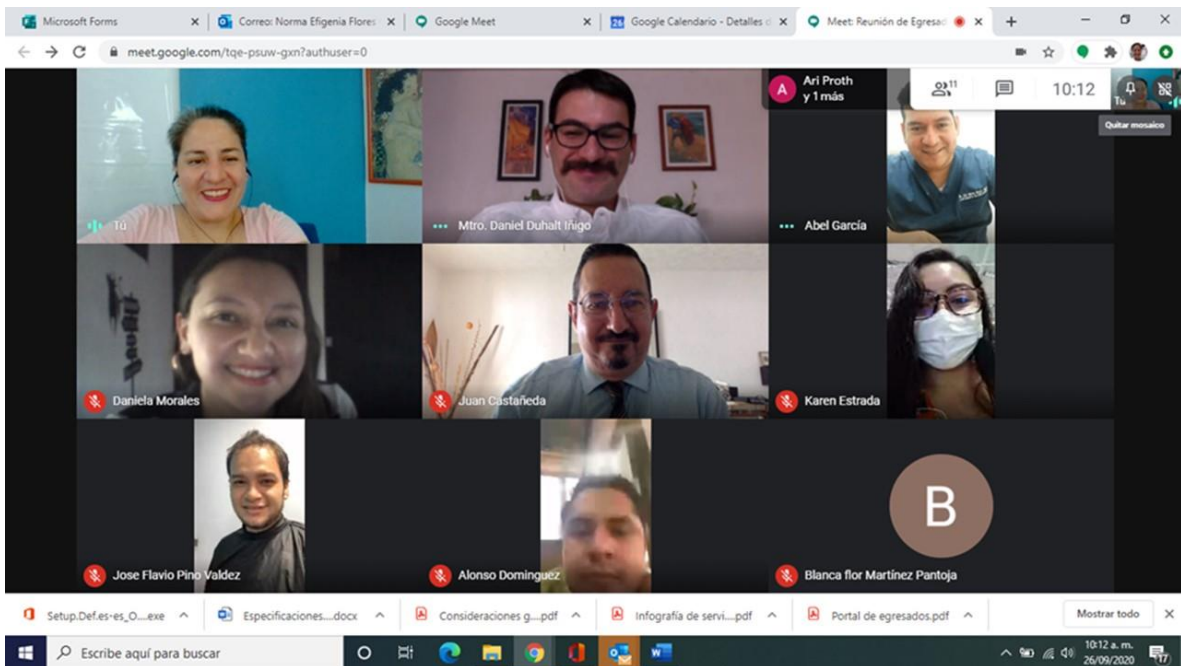 Microsoft Forms
Correo: Norma Efigenia Flores
Google Meet
Google Calendario - Detalles d
Meet: Reunión de Egresad
meet.google.com/tqe-psuw-gxn?authuser=0
A
Ari Proth
y 1 más
11
10:12
Tú
Quitar mosaico
Tú
Mtro. Daniel Duhalt Iñigo
Abel García
Daniela Morales
Juan Castañeda
Karen Estrada
Jose Flavio Pino Valdez
Alonso Dominguez
B
Blanca flor Martínez Pantoja
Setup.Def.es-es_O....exe
Especificaciones....docx
Consideraciones g....pdf
Infografía de servi....pdf
Portal de egresados.pdf
Mostrar todo
Escribe aquí para buscar
10:12 a. m.
26/09/2020
17